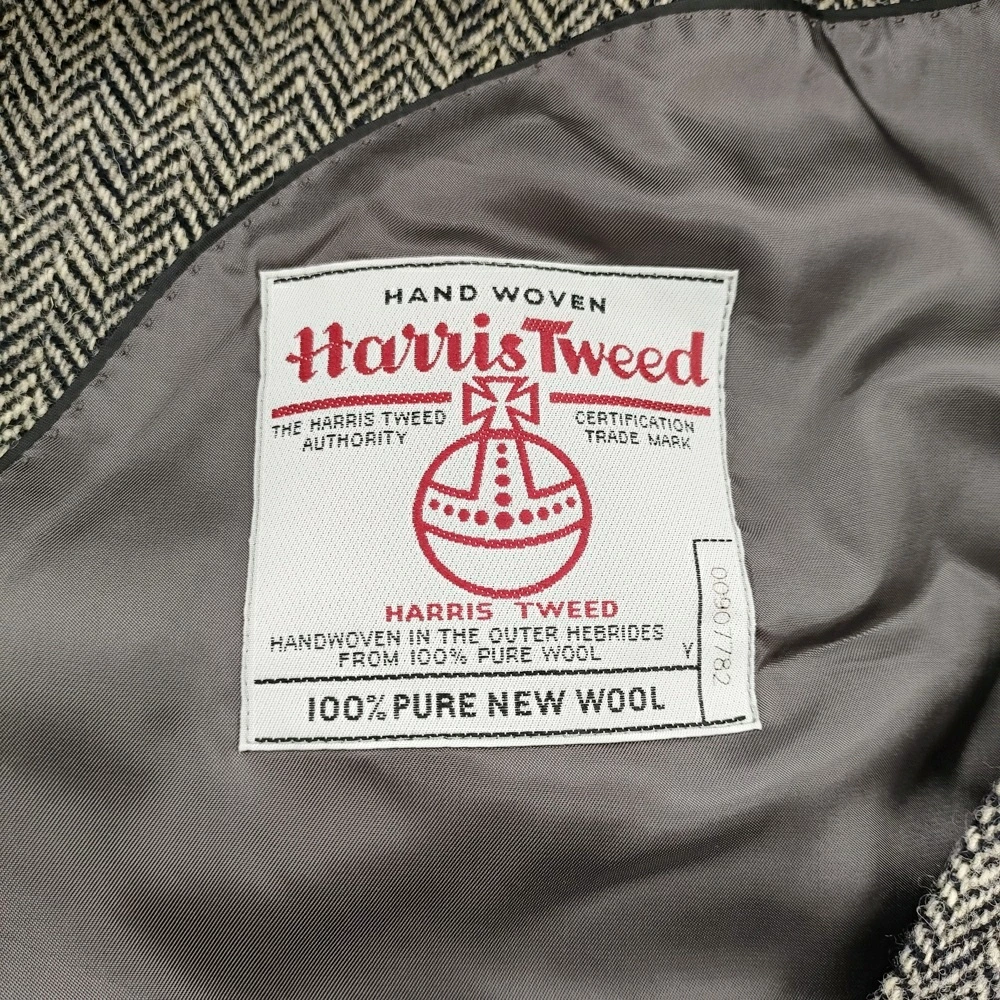 HAND WOVEN
Harris Tweed
THE HARRIS TWEED
AUTHORITY
CERTIFICATION
TRADE MARK
HARRIS TWEED
HANDWOVEN IN THE OUTER HEBRIDES
FROM 100% PURE WOOL
Y
100% PURE NEW WOOL
00907782